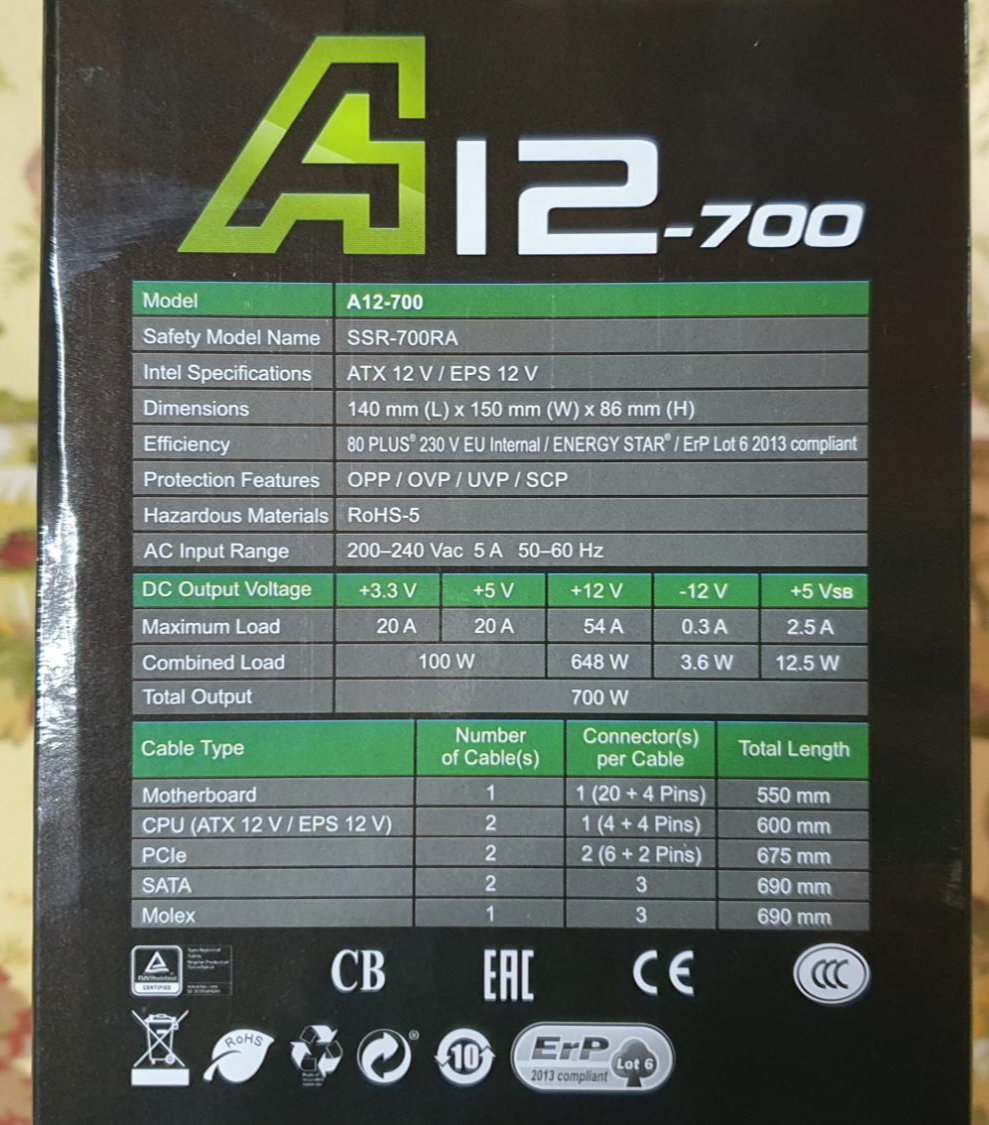 A12-700
Model A12-700
Safety Model Name SSR-700RA
Intel Specifications ATX 12 V / EPS 12 V
Dimensions 140 mm (L) x 150 mm (W) x 86 mm (H)
Efficiency 80 PLUS® 230 V EU Internal / ENERGY STAR® / ErP Lot 6 2013 compliant
Protection Features OPP / OVP / UVP / SCP
Hazardous Materials RoHS-5
AC Input Range 200–240 Vac 5 A 50–60 Hz
DC Output Voltage +3.3 V +5 V +12 V -12 V +5 VSB
Maximum Load 20 A 20 A 54 A 0.3 A 2.5 A
Combined Load 100 W 648 W 3.6 W 12.5 W
Total Output 700 W
Cable Type Number of Cable(s) Connector(s) per Cable Total Length
Motherboard 1 1 (20 + 4 Pins) 550 mm
CPU (ATX 12 V / EPS 12 V) 2 1 (4 + 4 Pins) 600 mm
PCIe 2 2 (6 + 2 Pins) 675 mm
SATA 2 3 690 mm
Molex 1 3 690 mm
TÜVRheinland
CERTIFIED
CB EAC CE CCC
RoHS ® 10 ErP Lot 6
2013 compliant